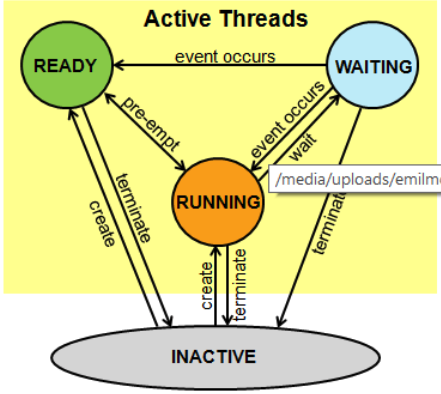 Active Threads
READY
event occurs
WAITING
pre-empt
event occurs
wait
/media/uploads/emilm
RUNNING
create
terminate
create
terminate
INACTIVE